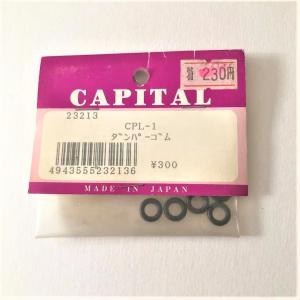 230円
CAPITAL
23213
CPL-1
ﾀﾞﾝﾊﾟｰｺﾞﾑ
4943555232136
¥300
MADE IN JAPAN